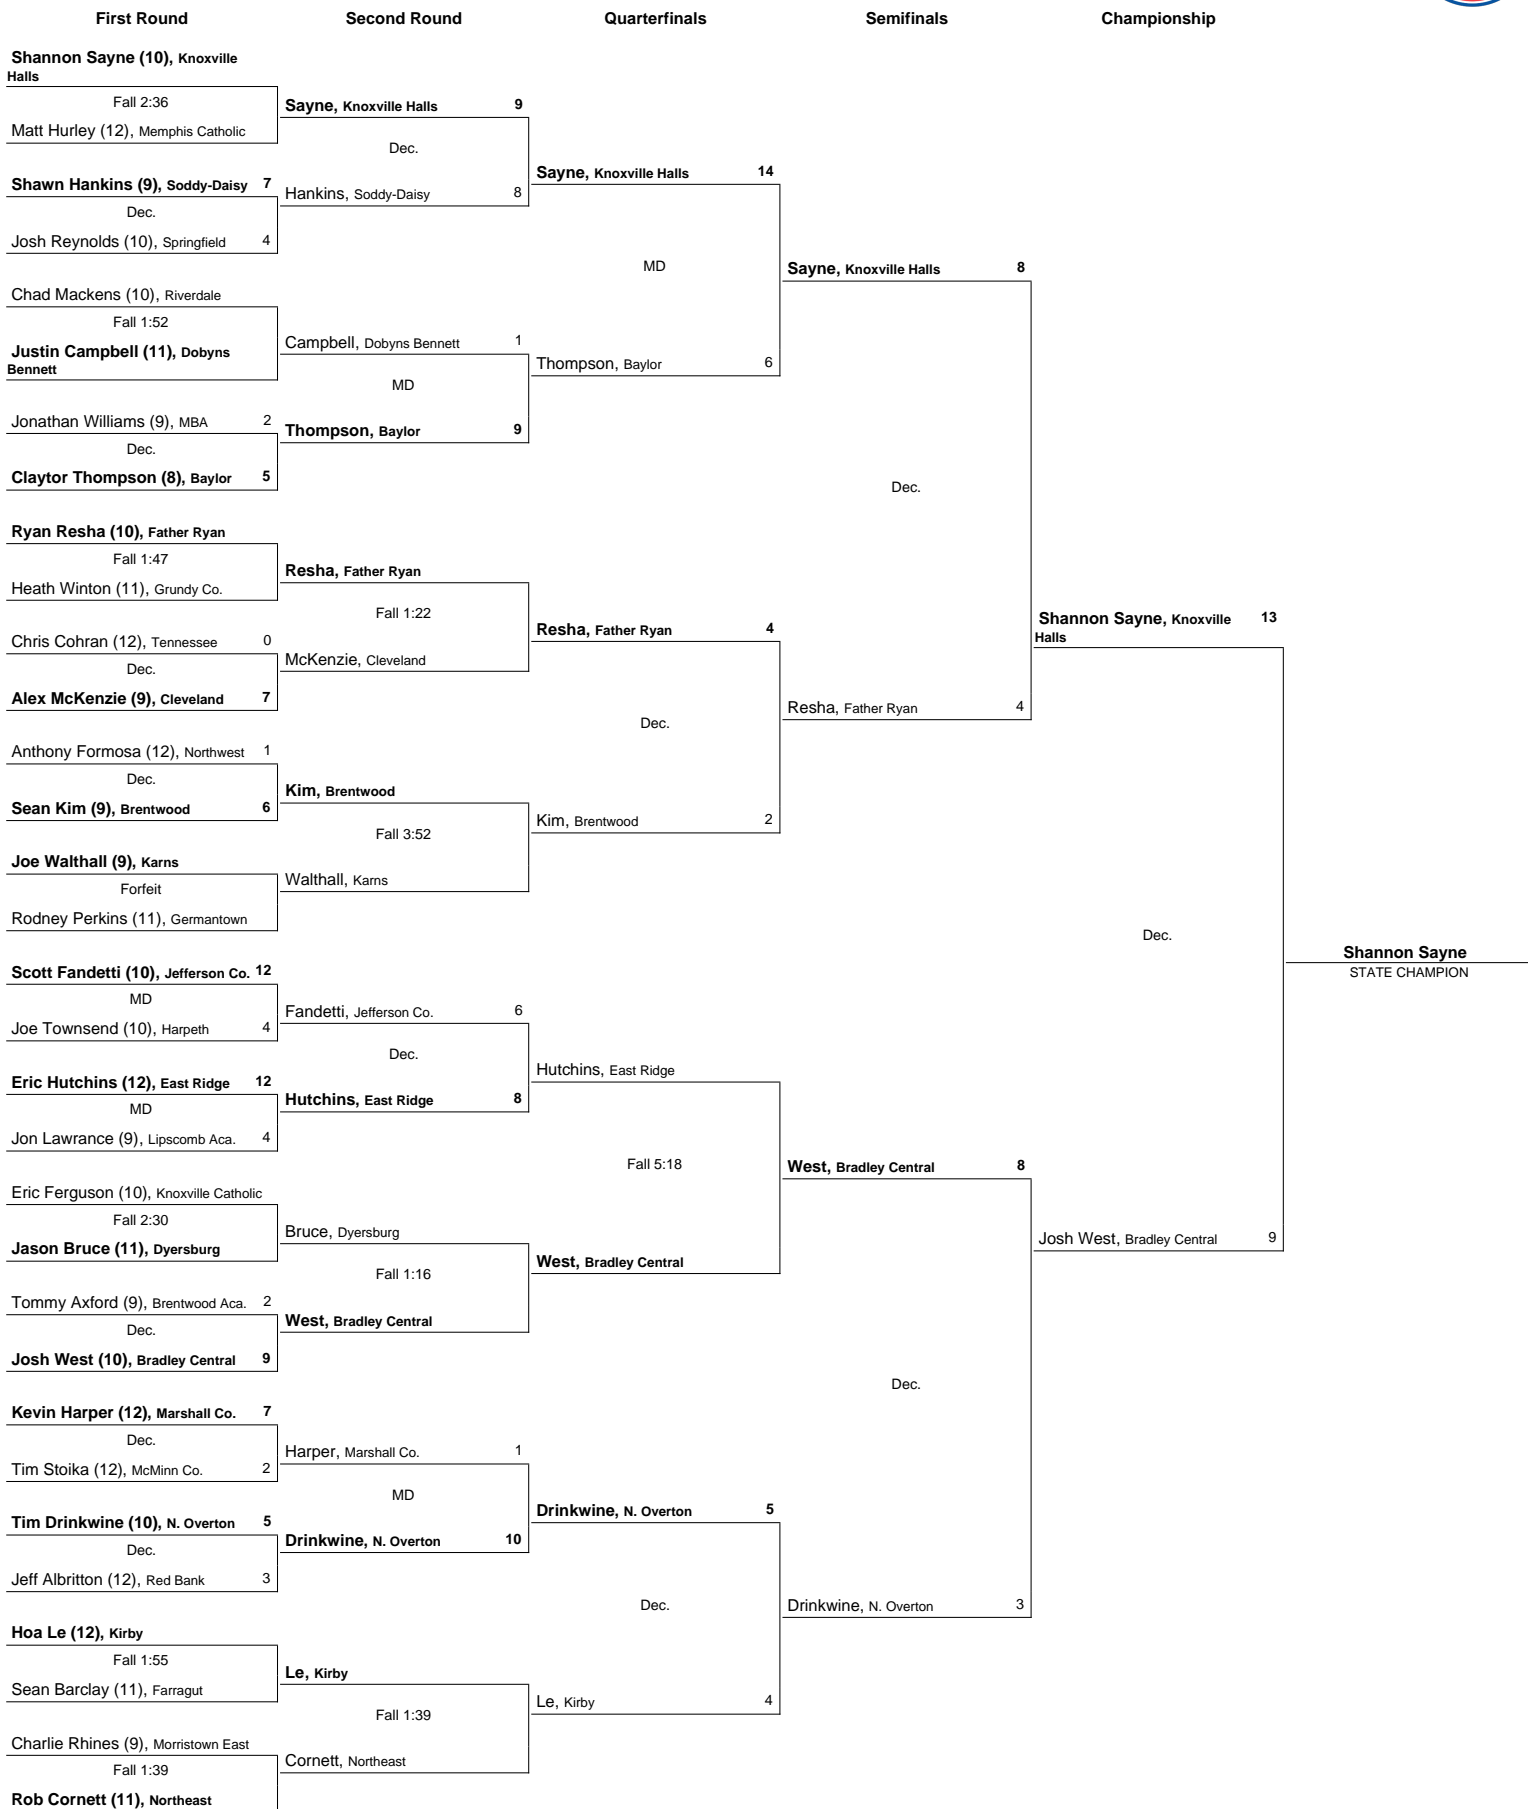 First Round
Second Round
Quarterfinals
Semifinals
Championship
Shannon Sayne (10), Knoxville
Halls
Fall 2:36
Matt Hurley (12), Memphis Catholic
Shawn Hankins (9), Soddy-Daisy 7
Dec.
Josh Reynolds (10), Springfield 4
Chad Mackens (10), Riverdale
Fall 1:52
Justin Campbell (11), Dobyns
Bennett
Jonathan Williams (9), MBA 2
Dec.
Claytor Thompson (8), Baylor 5
Ryan Resha (10), Father Ryan
Fall 1:47
Heath Winton (11), Grundy Co.
Chris Cohran (12), Tennessee 0
Dec.
Alex McKenzie (9), Cleveland 7
Anthony Formosa (12), Northwest 1
Dec.
Sean Kim (9), Brentwood 6
Joe Walthall (9), Karns
Forfeit
Rodney Perkins (11), Germantown
Scott Fandetti (10), Jefferson Co. 12
MD
Joe Townsend (10), Harpeth 4
Eric Hutchins (12), East Ridge 12
MD
Jon Lawrance (9), Lipscomb Aca. 4
Eric Ferguson (10), Knoxville Catholic
Fall 2:30
Jason Bruce (11), Dyersburg
Tommy Axford (9), Brentwood Aca. 2
Dec.
Josh West (10), Bradley Central 9
Kevin Harper (12), Marshall Co. 7
Dec.
Tim Stoika (12), McMinn Co. 2
Tim Drinkwine (10), N. Overton 5
Dec.
Jeff Albritton (12), Red Bank 3
Hoa Le (12), Kirby
Fall 1:55
Sean Barclay (11), Farragut
Charlie Rhines (9), Morristown East
Fall 1:39
Rob Cornett (11), Northeast
Sayne, Knoxville Halls 9
Dec.
Hankins, Soddy-Daisy 8
Campbell, Dobyns Bennett 1
MD
Thompson, Baylor 9
Resha, Father Ryan
Fall 1:22
McKenzie, Cleveland
Kim, Brentwood
Fall 3:52
Walthall, Karns
Fandetti, Jefferson Co. 6
Dec.
Hutchins, East Ridge 8
Bruce, Dyersburg
Fall 1:16
West, Bradley Central
Harper, Marshall Co. 1
MD
Drinkwine, N. Overton 10
Le, Kirby
Fall 1:39
Cornett, Northeast
Sayne, Knoxville Halls 14
MD
Thompson, Baylor 6
Resha, Father Ryan 4
Dec.
Kim, Brentwood 2
Hutchins, East Ridge
Fall 5:18
West, Bradley Central
Drinkwine, N. Overton 5
Dec.
Le, Kirby 4
Sayne, Knoxville Halls 8
Dec.
Resha, Father Ryan 4
West, Bradley Central 8
Dec.
Drinkwine, N. Overton 3
Shannon Sayne, Knoxville 13
Halls
Dec.
Josh West, Bradley Central 9
Shannon Sayne
STATE CHAMPION